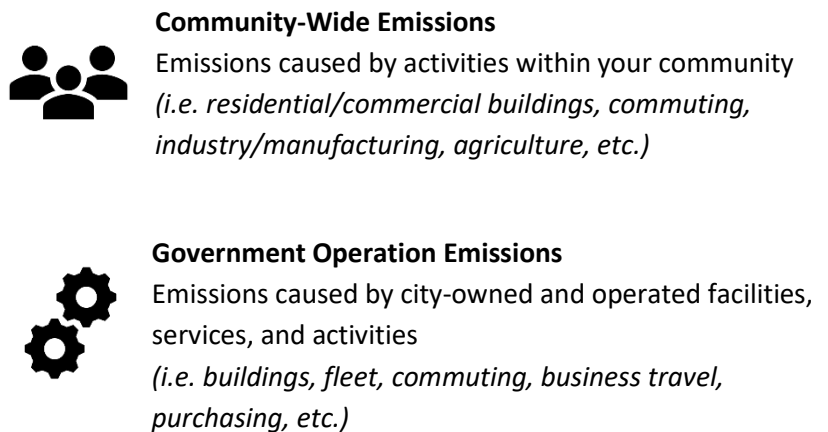 Community-Wide Emissions
Emissions caused by activities within your community
(i.e. residential/commercial buildings, commuting,
industry/manufacturing, agriculture, etc.)
Government Operation Emissions
Emissions caused by city-owned and operated facilities,
services, and activities
(i.e. buildings, fleet, commuting, business travel,
purchasing, etc.)